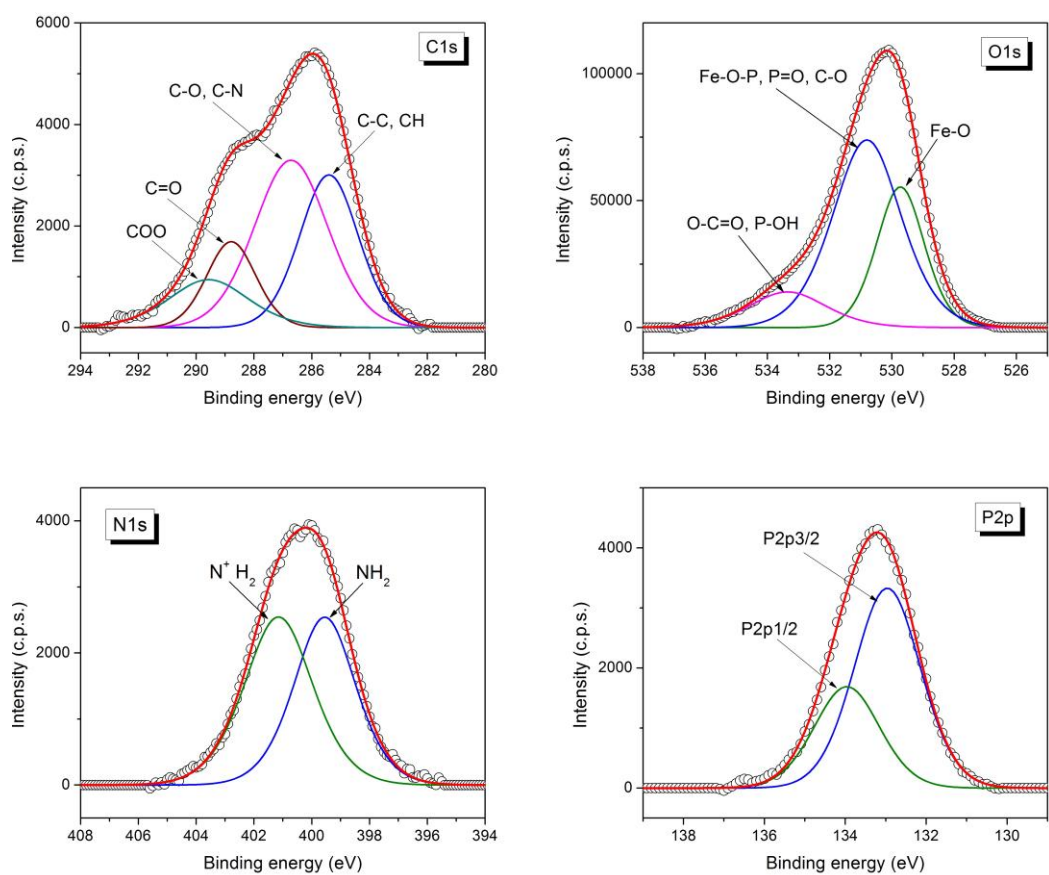 C1s
Intensity (c.p.s.)
6000
4000
2000
0
C-O, C-N
C-C, CH
C=O
COO
294 292 290 288 286 284 282 280
Binding energy (eV)
O1s
Intensity (c.p.s.)
100000
50000
0
Fe-O-P, P=O, C-O
Fe-O
O-C=O, P-OH
538 536 534 532 530 528 526
Binding energy (eV)
N1s
Intensity (c.p.s.)
4000
2000
0
N⁺ H₂
NH₂
408 406 404 402 400 398 396 394
Binding energy (eV)
P2p
Intensity (c.p.s.)
4000
2000
0
P2p3/2
P2p1/2
138 136 134 132 130
Binding energy (eV)